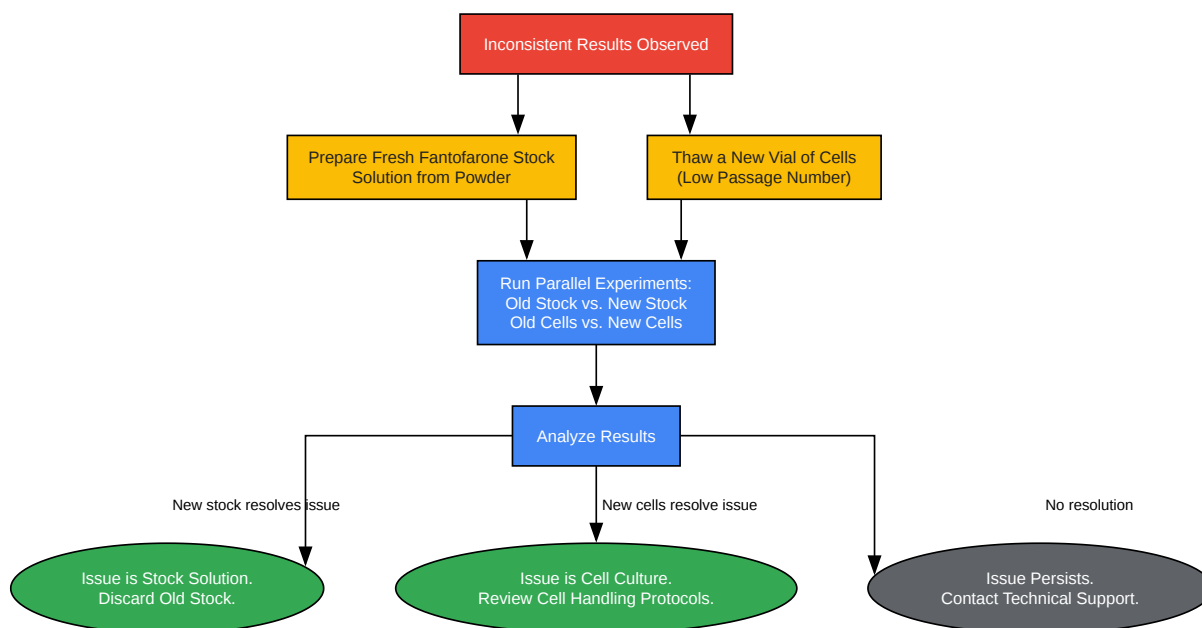 Inconsistent Results Observed
Prepare Fresh Fantofarone Stock
Solution from Powder
Thaw a New Vial of Cells
(Low Passage Number)
Run Parallel Experiments:
Old Stock vs. New Stock
Old Cells vs. New Cells
Analyze Results
New stock resolves issue
New cells resolve issue
No resolution
Issue is Stock Solution.
Discard Old Stock.
Issue is Cell Culture.
Review Cell Handling Protocols.
Issue Persists.
Contact Technical Support.